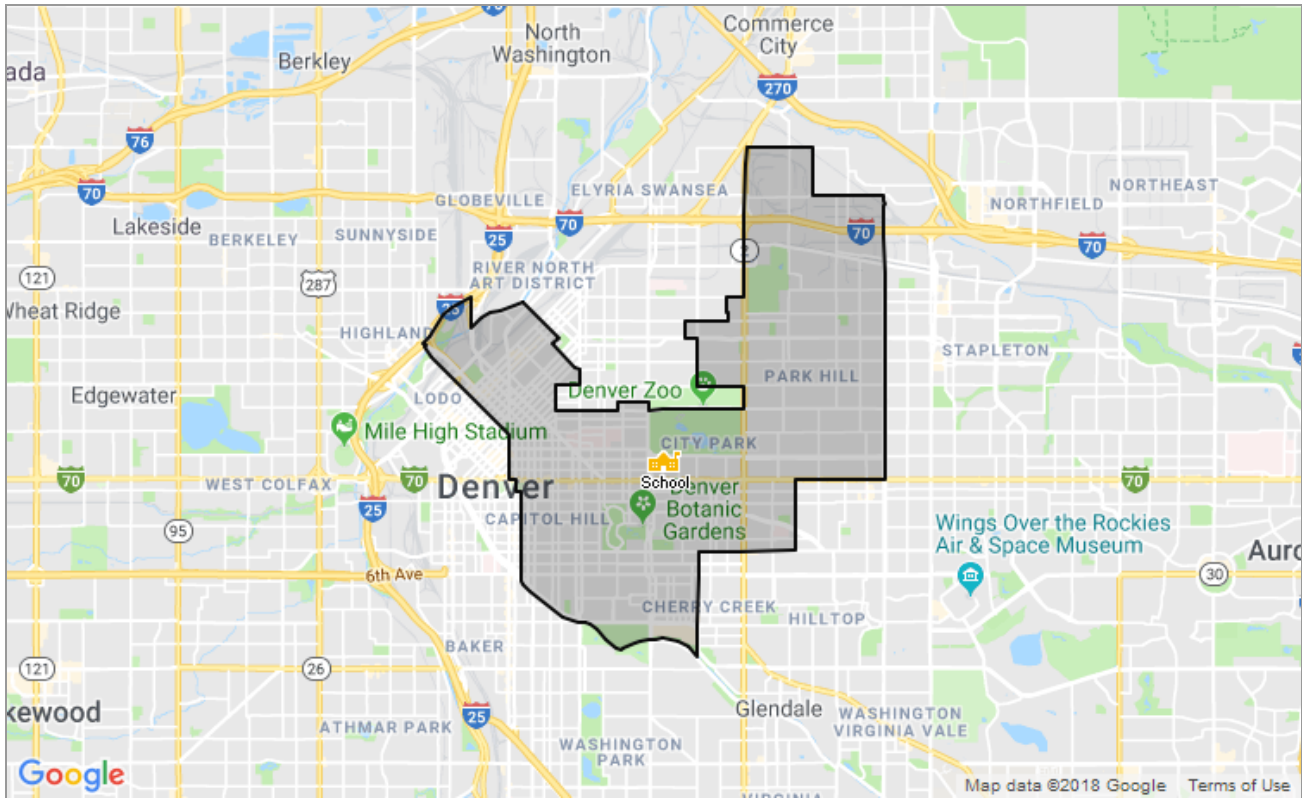 Commerce
City
North
Washington
Berkley
270
ada
76
70
NORTHEAST
ELYRIA SWANSEA
GLOBEVILLE
NORTHFIELD
Lakeside
70
BERKELEY
SUNNYSIDE
25
70
70
2
121
RIVER NORTH
ART DISTRICT
287
Wheat Ridge
25
HIGHLAND
STAPLETON
PARK HILL
Edgewater
LODO
Denver Zoo
Mile High Stadium
CITY PARK
70
WEST COLFAX
70
Denver
School
Denver
Botanic
Gardens
70
25
CAPITOL HILL
95
Wings Over the Rockies
Air & Space Museum
Auro
6th Ave
30
CHERRY CREEK
HILLTOP
BAKER
121
26
kewood
25
ATHMAR PARK
Glendale
WASHINGTON
VIRGINIA VALE
WASHINGTON
PARK
Google
Map data ©2018 Google
Terms of Use